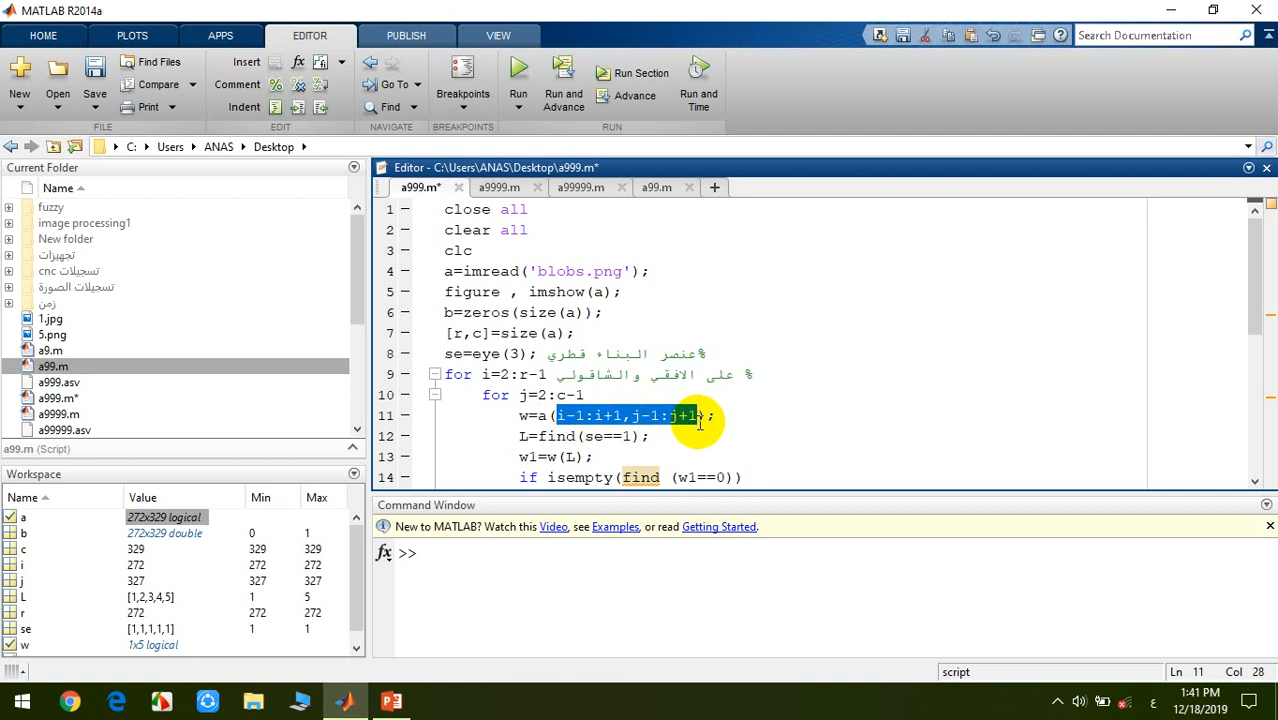 MATLAB R2014a
HOME PLOTS APPS EDITOR PUBLISH VIEW
Search Documentation
New Open Save Find Files Compare Print
FILE
Insert Comment Indent
EDIT
Go To Find
NAVIGATE
Breakpoints
BREAKPOINTS
Run Run and Advance Run Section Advance Run and Time
RUN
C: Users ANAS Desktop
Current Folder
Name
fuzzy
image processing1
New folder
تجهيزات
تسجيلات cnc
تسجيلات الصورة
زمن
1.jpg
5.png
a9.m
a99.m
a99.asv
a999.m*
a9999.m
a99999.asv
a99.m (Script)
Workspace
Name Value Min Max
a 272x329 logical
b 272x329 double 0 1
c 329 329 329
i 272 272 272
j 327 327 327
L [1,2,3,4,5] 1 5
r 272 272 272
se [1,1,1,1,1] 1 1
w 1x5 logical
Editor - C:\Users\ANAS\Desktop\a999.m*
a999.m* a9999.m a99999.m a99.m
1 close all
2 clear all
3 clc
4 a=imread('blobs.png');
5 figure , imshow(a);
6 b=zeros(size(a));
7 [r,c]=size(a);
8 se=eye(3); %عنصر البناء قطري
9 for i=2:r-1 % على الافقي والشاقولي
10 for j=2:c-1
11 w=a(i-1:i+1,j-1:j+1);
12 L=find(se==1);
13 w1=w(L);
14 if isempty(find (w1==0))
Command Window
New to MATLAB? Watch this Video, see Examples, or read Getting Started.
fx >>
script Ln 11 Col 28
ع 1:41 PM
12/18/2019